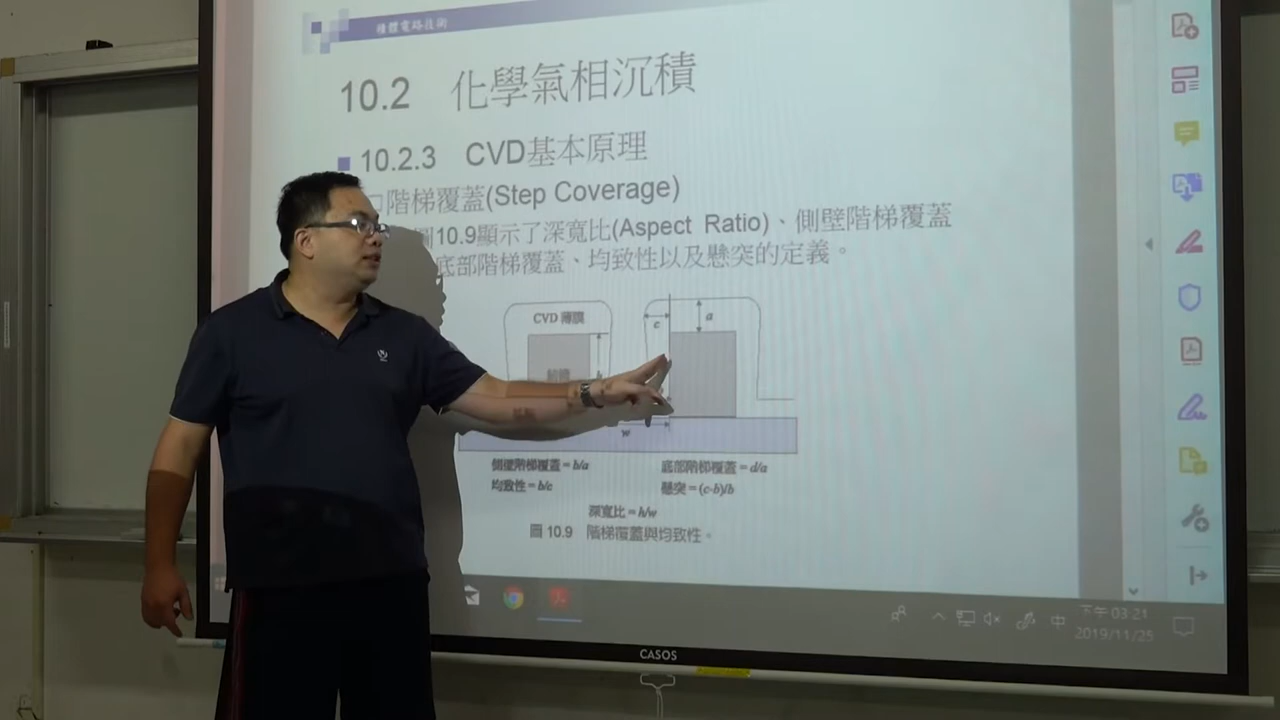 積體電路技術
10.2 化學氣相沉積
10.2.3 CVD基本原理
階梯覆蓋(Step Coverage)
圖10.9顯示了深寬比(Aspect Ratio)、側壁階梯覆蓋
底部階梯覆蓋、均致性以及懸突的定義。
CVD 薄膜
c
a
w
側壁階梯覆蓋 = b/a
底部階梯覆蓋 = d/a
均致性 = b/c
懸突 = (c-b)/b
深寬比 = h/w
圖 10.9 階梯覆蓋與均致性。
中
下午 03:21
2019/11/25
CASOS